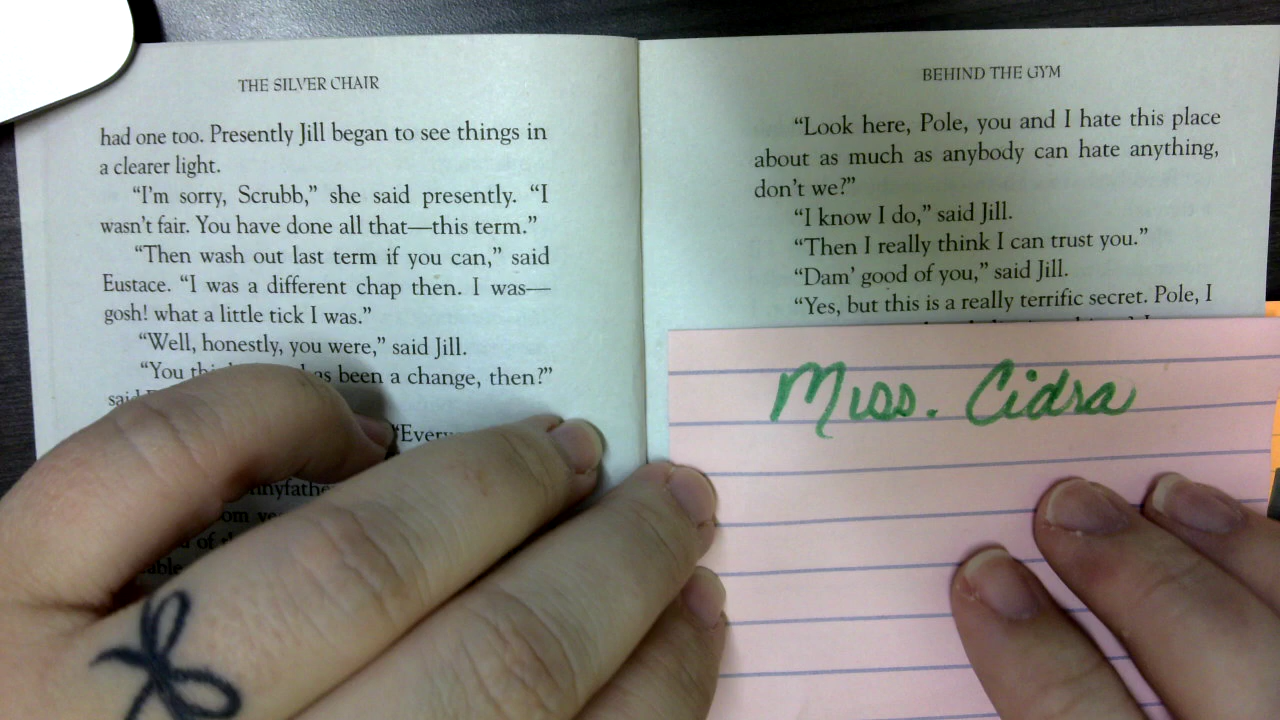 THE SILVER CHAIR
had one too. Presently Jill began to see things in
a clearer light.
“I'm sorry, Scrubb,” she said presently. “I
wasn't fair. You have done all that—this term.”
“Then wash out last term if you can,” said
Eustace. “I was a different chap then. I was—
gosh! what a little tick I was.”
“Well, honestly, you were,” said Jill.
“You been a change, then?”
said
BEHIND THE GYM
“Look here, Pole, you and I hate this place
about as much as anybody can hate anything,
don't we?”
“I know I do,” said Jill.
“Then I really think I can trust you.”
“Dam' good of you,” said Jill.
“Yes, but this is a really terrific secret. Pole, I
Miss. Cidra